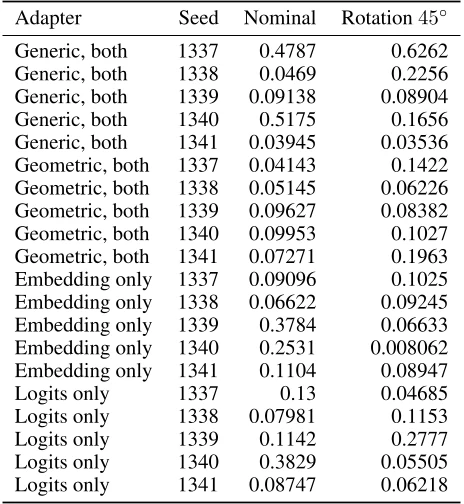 Adapter Seed Nominal Rotation 45°
Generic, both 1337 0.4787 0.6262
Generic, both 1338 0.0469 0.2256
Generic, both 1339 0.09138 0.08904
Generic, both 1340 0.5175 0.1656
Generic, both 1341 0.03945 0.03536
Geometric, both 1337 0.04143 0.1422
Geometric, both 1338 0.05145 0.06226
Geometric, both 1339 0.09627 0.08382
Geometric, both 1340 0.09953 0.1027
Geometric, both 1341 0.07271 0.1963
Embedding only 1337 0.09096 0.1025
Embedding only 1338 0.06622 0.09245
Embedding only 1339 0.3784 0.06633
Embedding only 1340 0.2531 0.008062
Embedding only 1341 0.1104 0.08947
Logits only 1337 0.13 0.04685
Logits only 1338 0.07981 0.1153
Logits only 1339 0.1142 0.2777
Logits only 1340 0.3829 0.05505
Logits only 1341 0.08747 0.06218